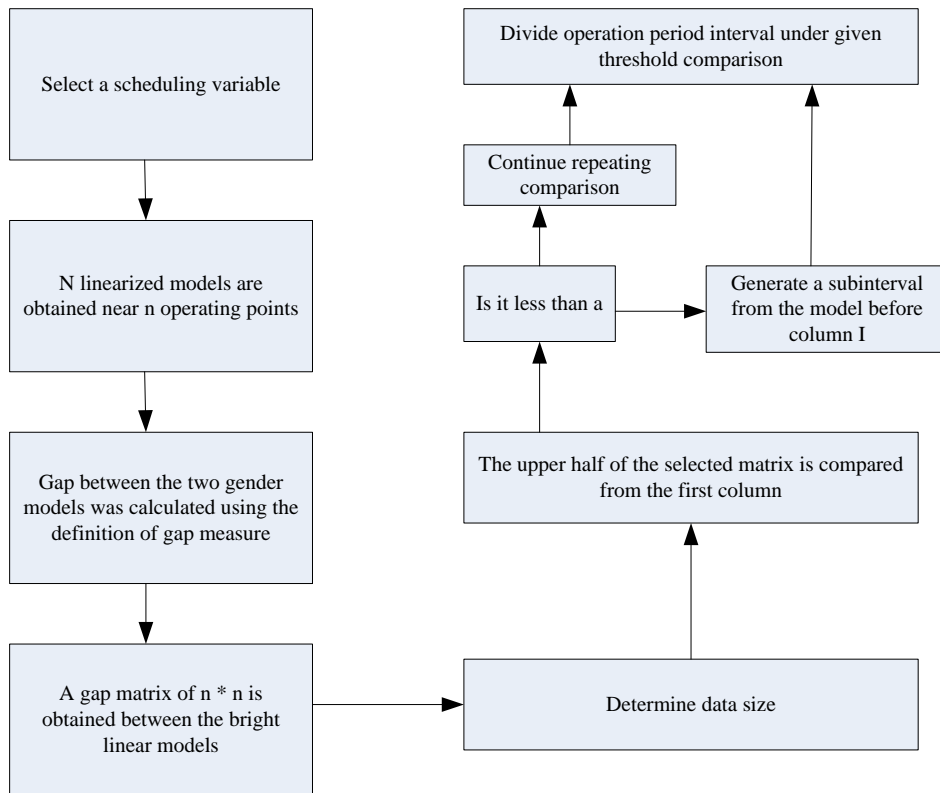 Select a scheduling variable
N linearized models are
obtained near n operating points
Gap between the two gender
models was calculated using the
definition of gap measure
A gap matrix of n * n is
obtained between the bright
linear models
Determine data size
The upper half of the selected matrix is compared
from the first column
Is it less than a
Generate a subinterval
from the model before
column I
Continue repeating
comparison
Divide operation period interval under given
threshold comparison